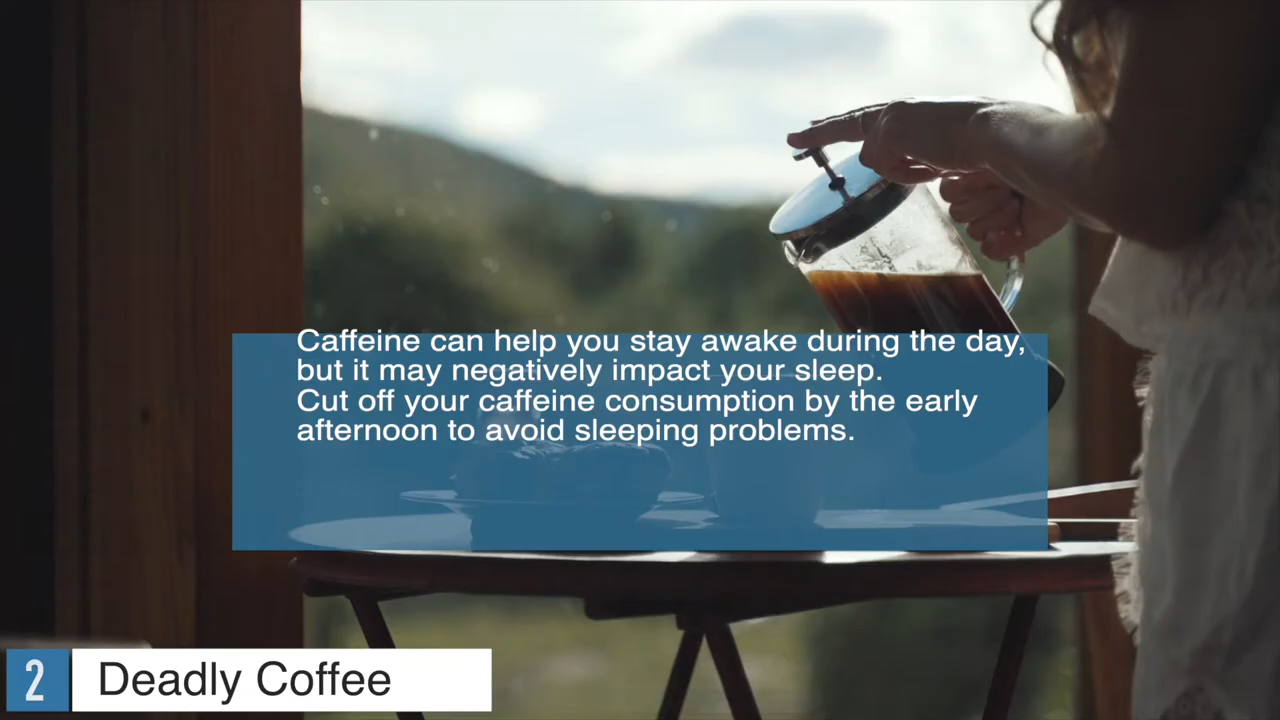 Caffeine can help you stay awake during the day,
but it may negatively impact your sleep.
Cut off your caffeine consumption by the early
afternoon to avoid sleeping problems.
2 Deadly Coffee